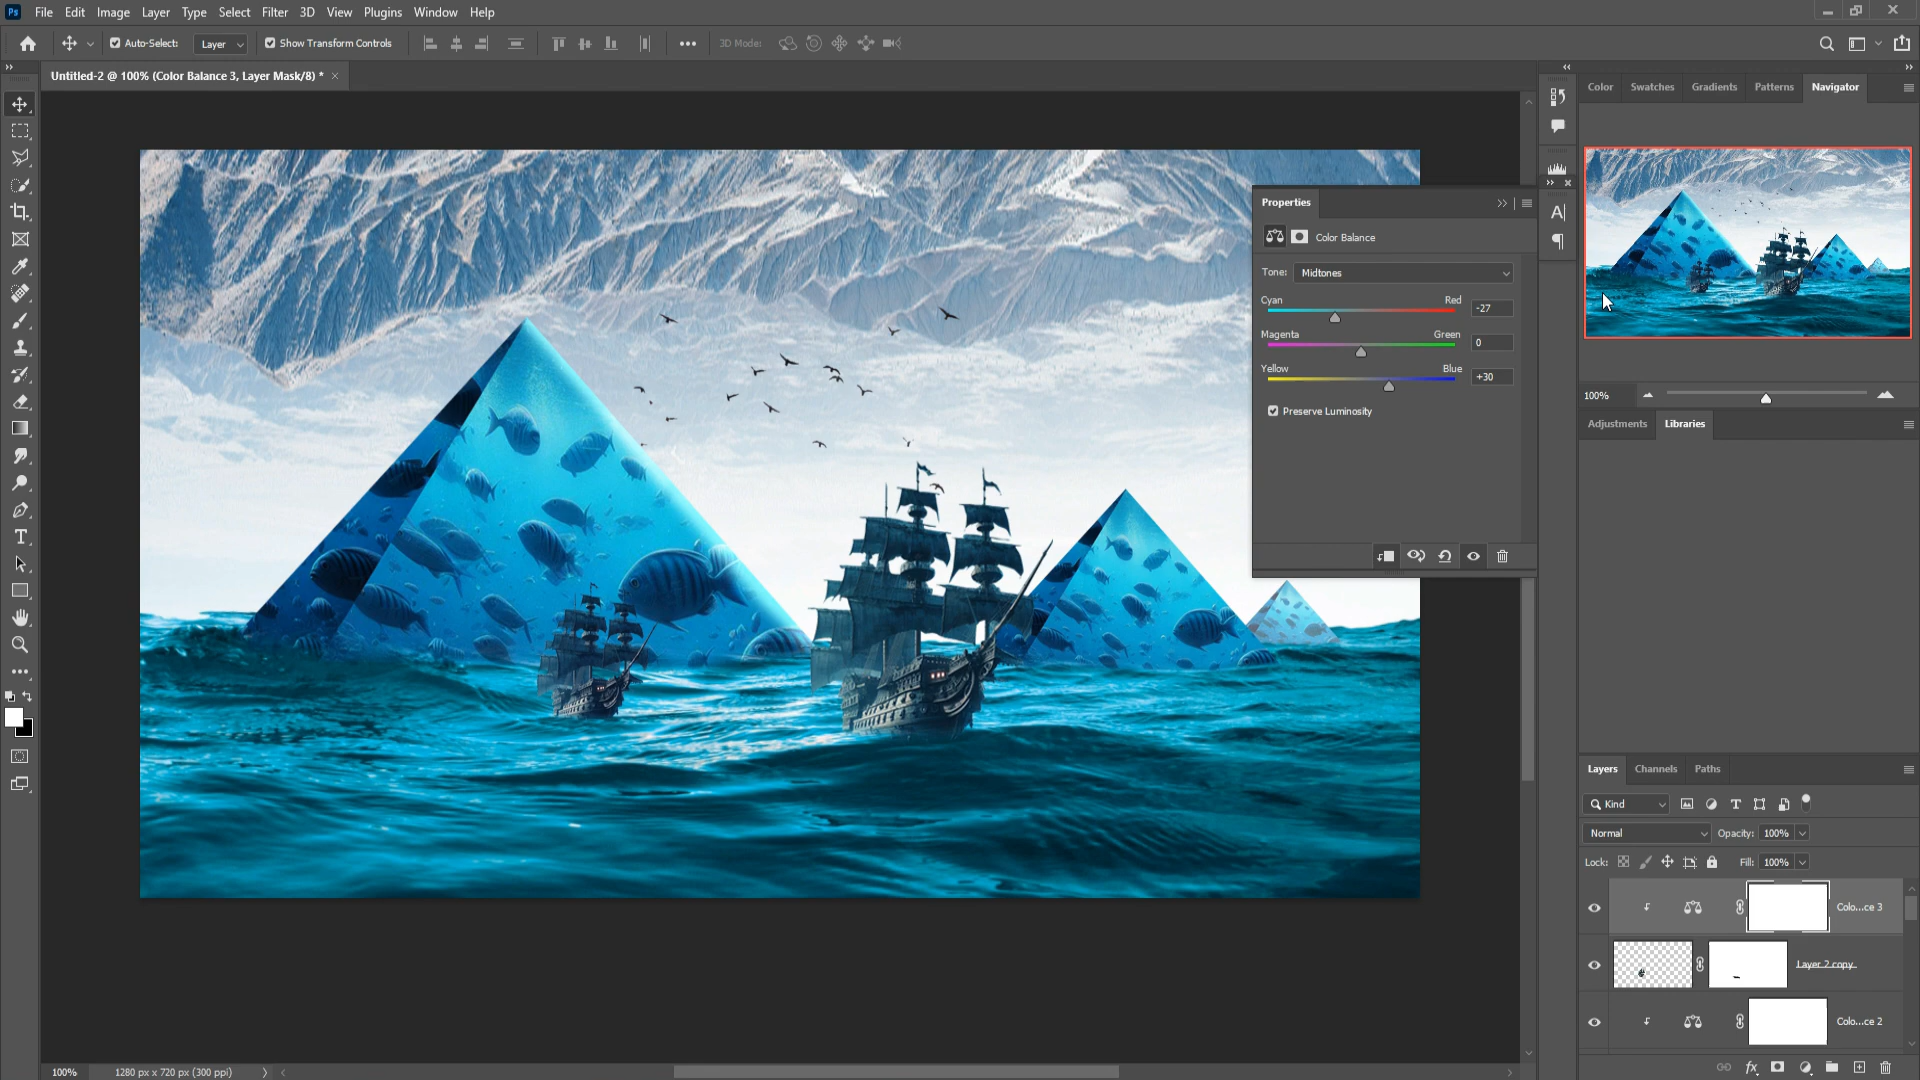 Ps File Edit Image Layer Type Select Filter 3D View Plugins Window Help
Auto-Select: Layer Show Transform Controls 3D Mode:
Untitled-2 @ 100% (Color Balance 3, Layer Mask/8) *
Color Swatches Gradients Patterns Navigator
Properties
Color Balance
Tone: Midtones
Cyan Red -27
Magenta Green 0
Yellow Blue +30
Preserve Luminosity
100%
Adjustments Libraries
Layers Channels Paths
Kind
Normal Opacity: 100%
Lock: Fill: 100%
Colo...ce 3
Layer 2 copy
Colo...ce 2
100% 1280 px x 720 px (300 ppi)